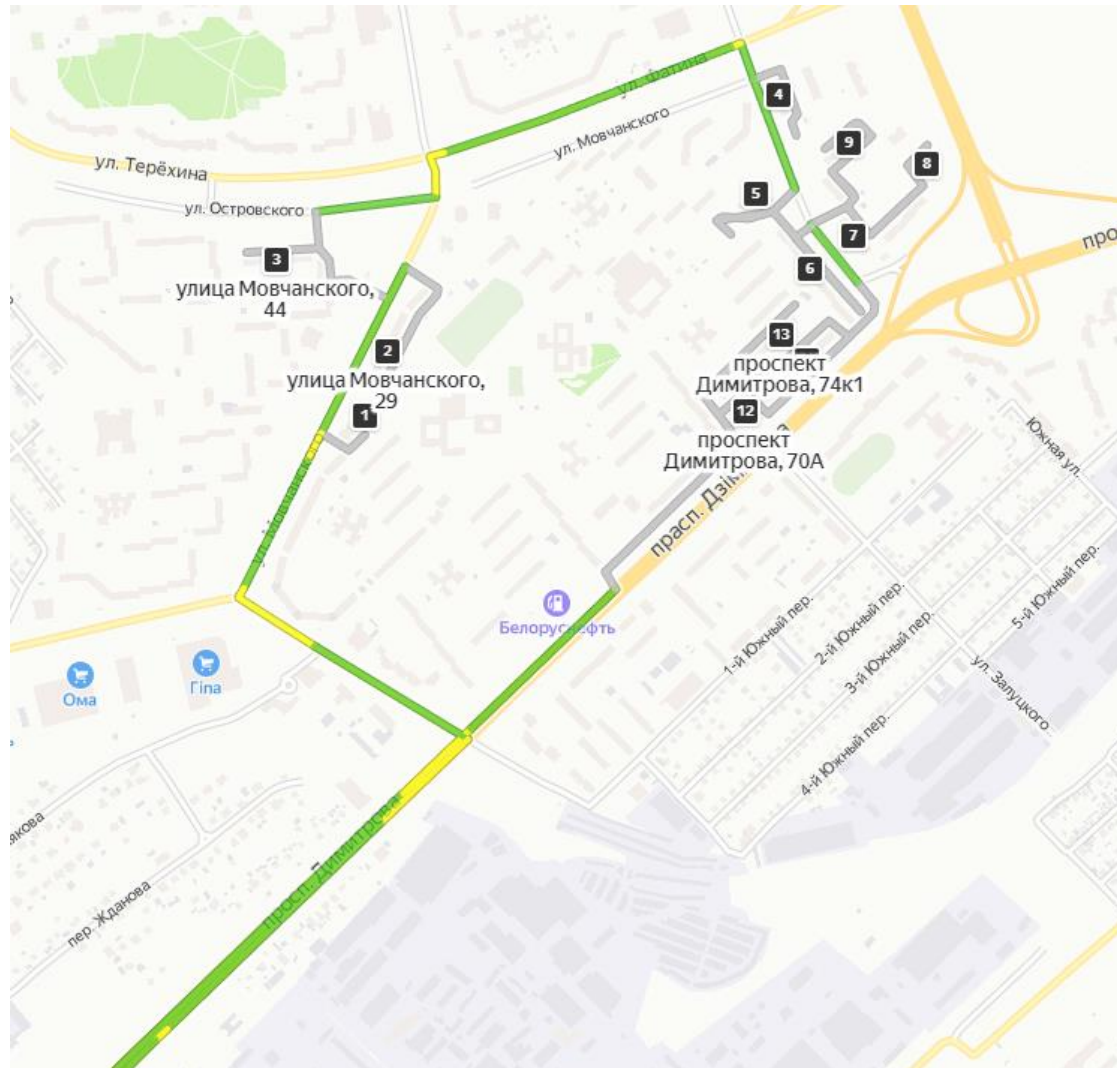 ул. Фатина
4
ул. Мовчанского
9
8
ул. Терёхина
5
ул. Островского
7
3
6
улица Мовчанского,
44
13
2
проспект
Димитрова, 74к1
улица Мовчанского,
29
1
12
проспект
Димитрова, 70А
Южная ул.
ул. Мовчанского
прасп. Дзім
5-й Южный пер.
Белоруснефть
2-й Южный пер.
1-й Южный пер.
3-й Южный пер.
ул. Залуцкого
Ома
Гіпа
4-й Южный пер.
просп. Димитрова
пер. Жданова